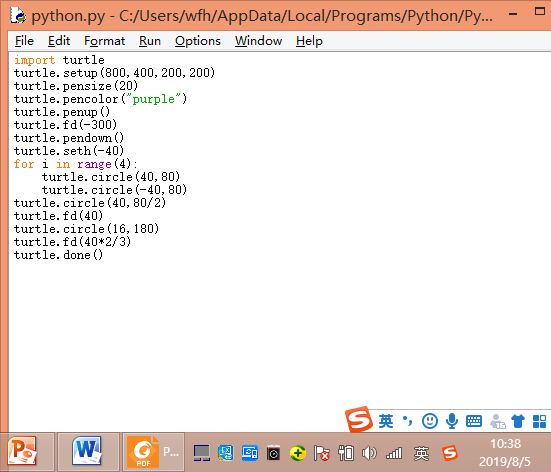 python.py - C:/Users/wfh/AppData/Local/Programs/Python/Py...
File Edit Format Run Options Window Help
import turtle
turtle.setup(800,400,200,200)
turtle.pensize(20)
turtle.pencolor("purple")
turtle.penup()
turtle.fd(-300)
turtle.pendown()
turtle.seth(-40)
for i in range(4):
    turtle.circle(40,80)
    turtle.circle(-40,80)
turtle.circle(40,80/2)
turtle.fd(40)
turtle.circle(16,180)
turtle.fd(40*2/3)
turtle.done()
S 英 16
P W PDF P... 英 S 10:38
2019/8/5